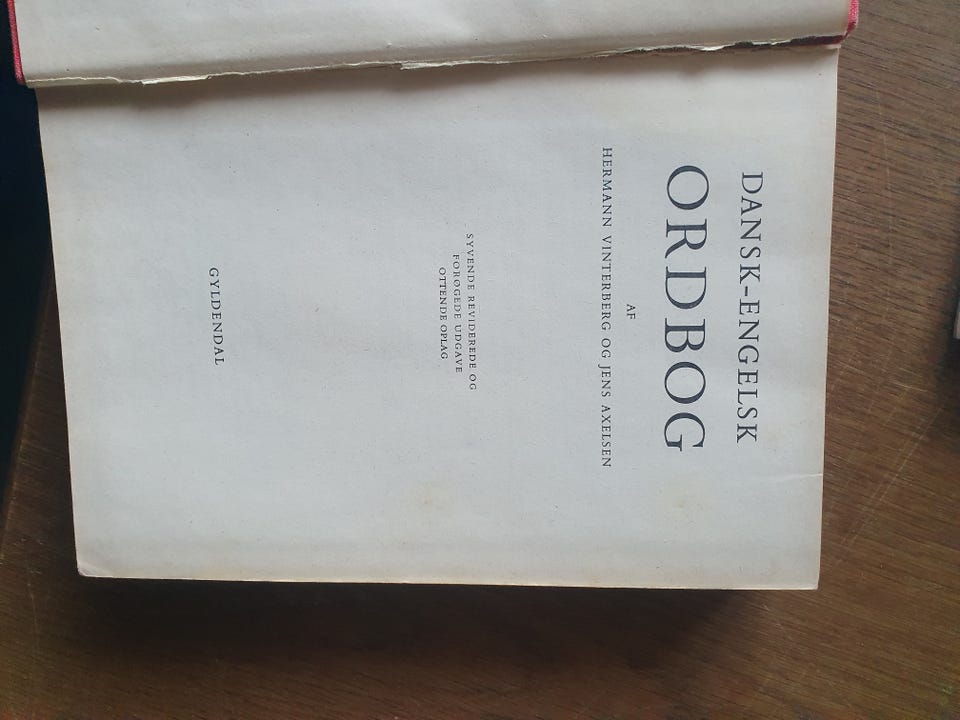 DANSK-ENGELSK
ORDBOG
AF
HERMANN VINTERBERG OG JENS AXELSEN
SYVENDE REVIDEREDE OG
FORØGEDE UDGAVE
OTTENDE OPLAG
GYLDENDAL